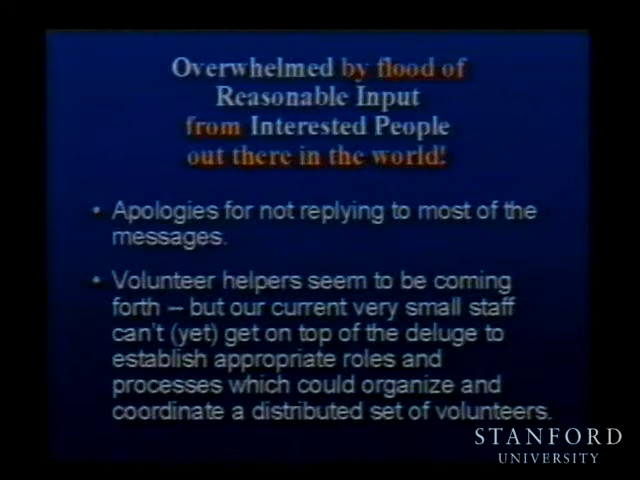 Overwhelmed by flood of
Reasonable Input
from Interested People
out there in the world!
• Apologies for not replying to most of the
messages.
• Volunteer helpers seem to be coming
forth -- but our current very small staff
can't (yet) get on top of the deluge to
establish appropriate roles and
processes which could organize and
coordinate a distributed set of volunteers.
STANFORD
UNIVERSITY